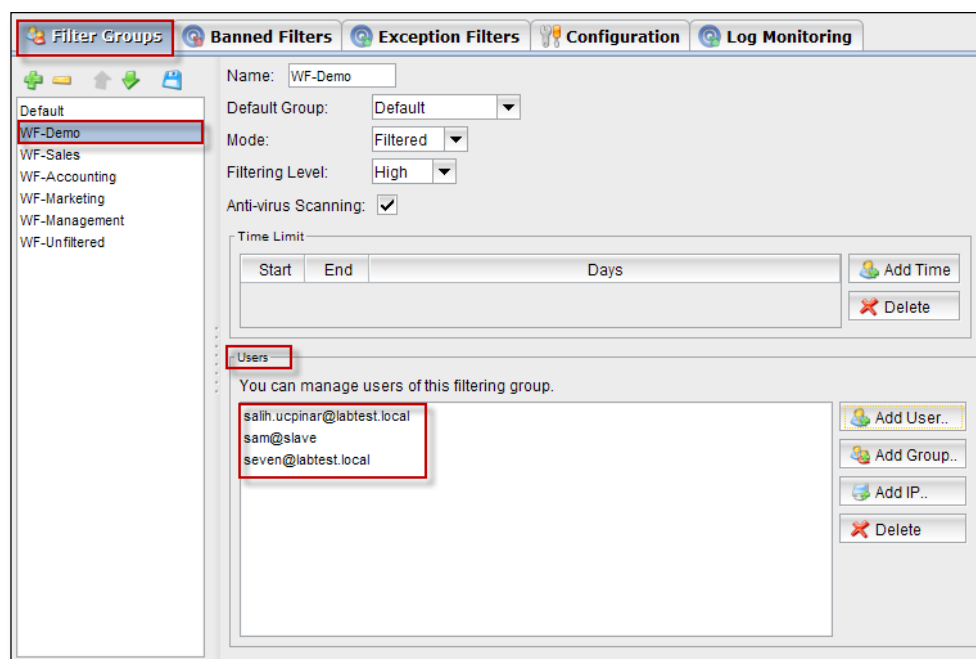 Filter Groups Banned Filters Exception Filters Configuration Log Monitoring
Name: WF-Demo
Default Group: Default
Mode: Filtered
Filtering Level: High
Anti-virus Scanning:
Default
WF-Demo
WF-Sales
WF-Accounting
WF-Marketing
WF-Management
WF-Unfiltered
Time Limit
Start End Days
Add Time
Delete
Users
You can manage users of this filtering group.
salih.ucpinar@labtest.local
sam@slave
seven@labtest.local
Add User..
Add Group..
Add IP..
Delete